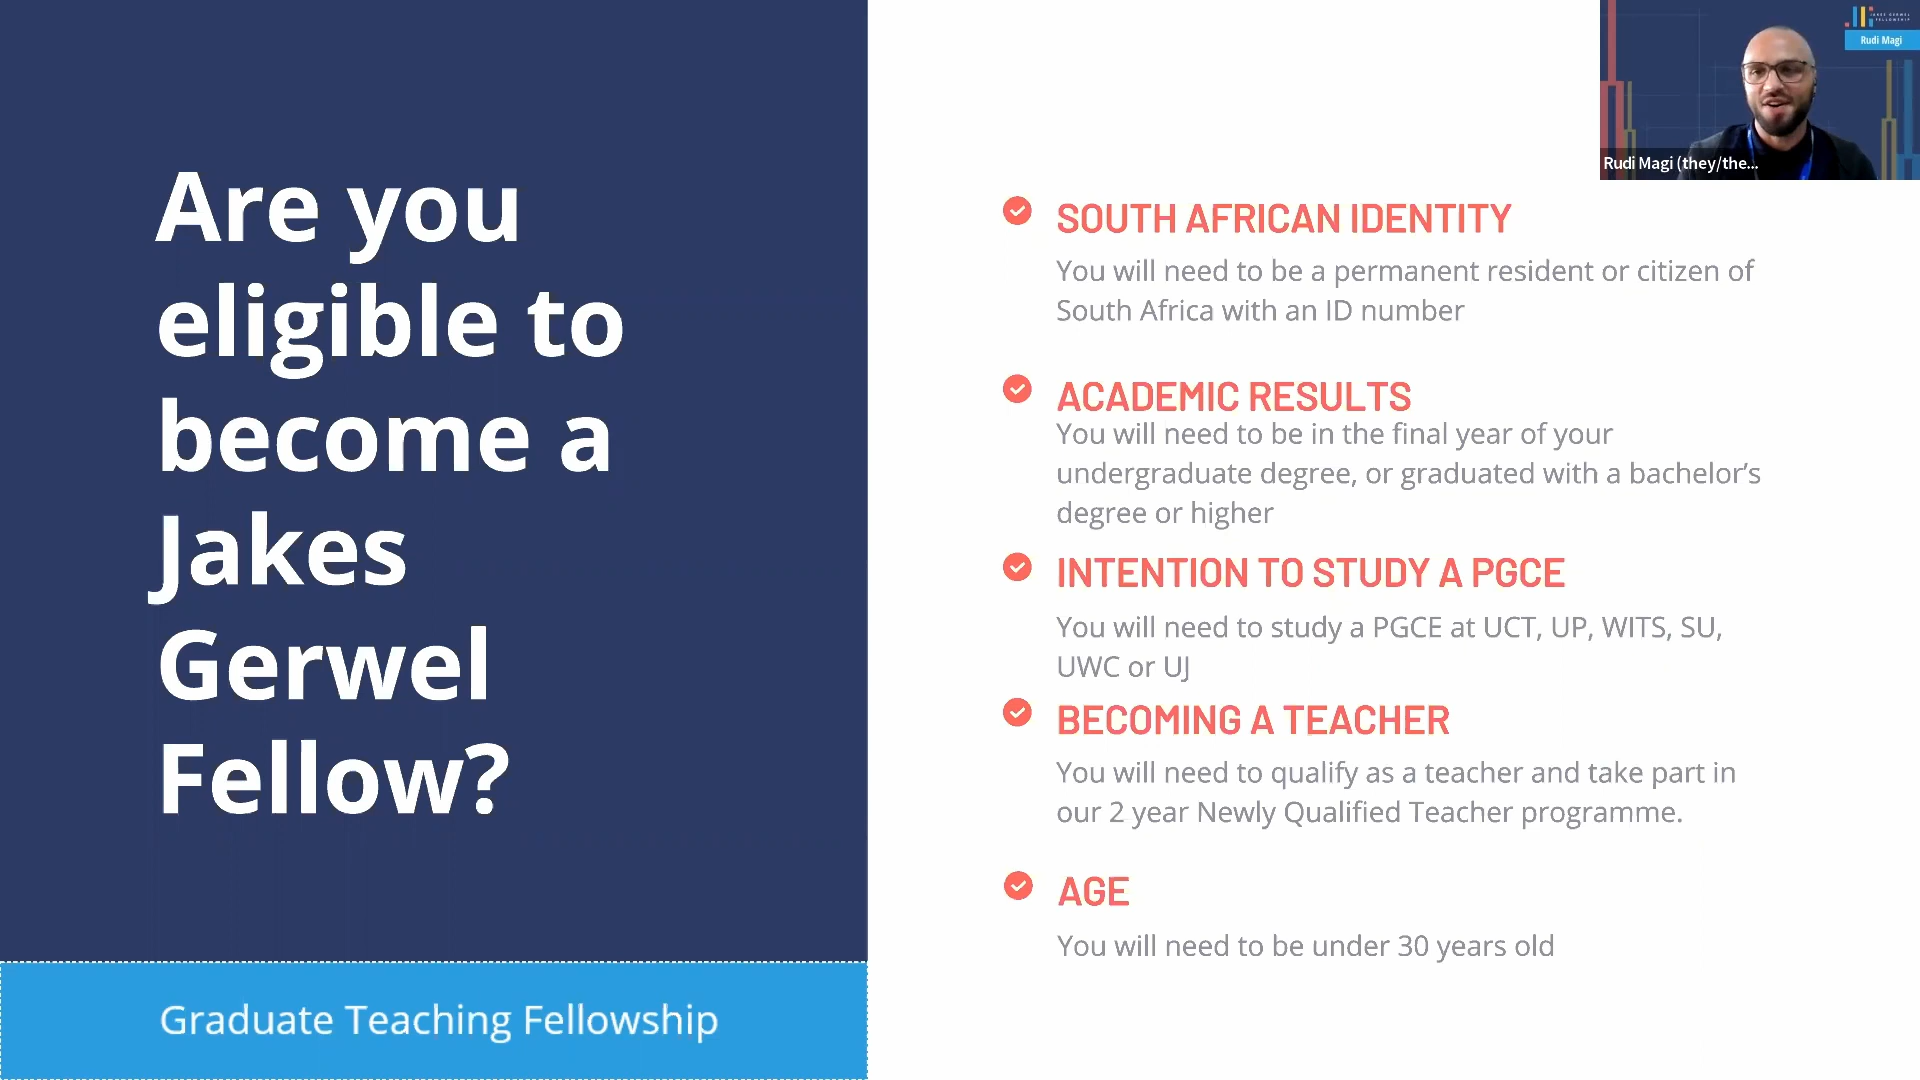 Are you
eligible to
become a
Jakes
Gerwel
Fellow?
Graduate Teaching Fellowship
SOUTH AFRICAN IDENTITY
You will need to be a permanent resident or citizen of
South Africa with an ID number
ACADEMIC RESULTS
You will need to be in the final year of your
undergraduate degree, or graduated with a bachelor’s
degree or higher
INTENTION TO STUDY A PGCE
You will need to study a PGCE at UCT, UP, WITS, SU,
UWC or UJ
BECOMING A TEACHER
You will need to qualify as a teacher and take part in
our 2 year Newly Qualified Teacher programme.
AGE
You will need to be under 30 years old
JAKES GERWEL
FELLOWSHIP
Rudi Magi
Rudi Magi (they/the...